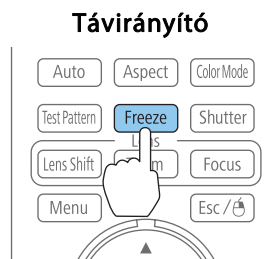 Távirányító
Auto Aspect Color Mode
Test Pattern Freeze Shutter
Lens Shift Focus
Menu Esc /